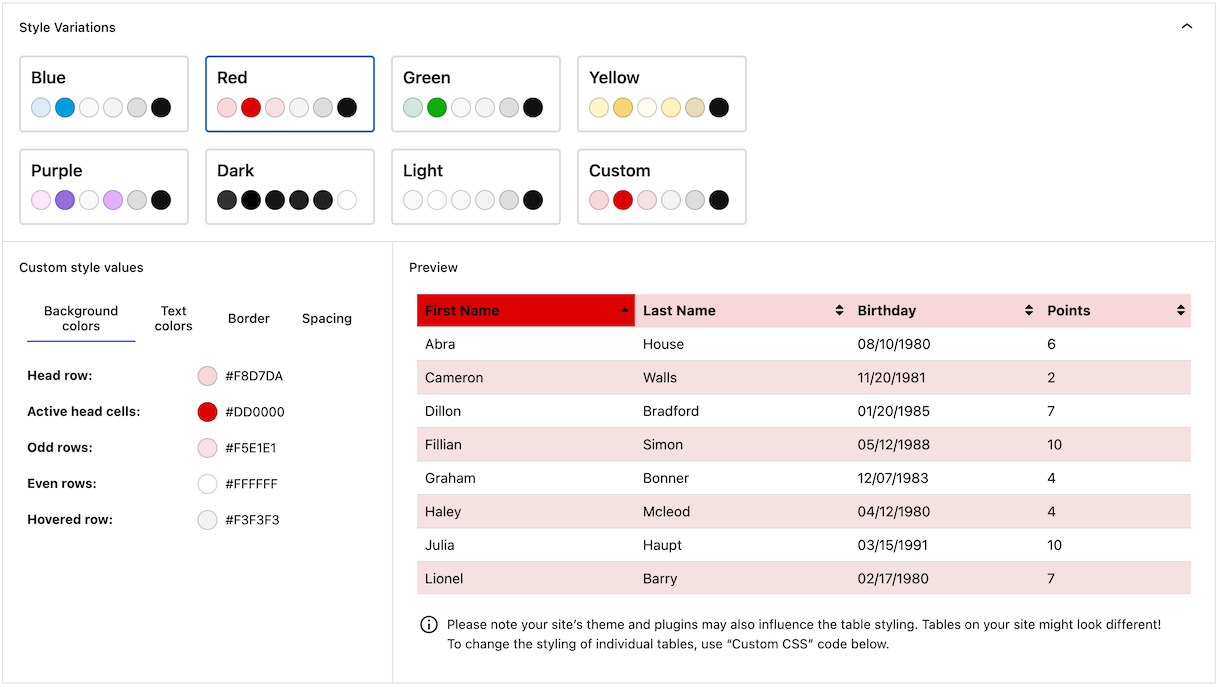 Style Variations
Blue
Red
Green
Yellow
Purple
Dark
Light
Custom
Custom style values
Background
colors
Text
colors
Border
Spacing
Head row:
#F8D7DA
Active head cells:
#DD0000
Odd rows:
#F5E1E1
Even rows:
#FFFFFF
Hovered row:
#F3F3F3
Preview
First Name Last Name Birthday Points
Abra House 08/10/1980 6
Cameron Walls 11/20/1981 2
Dillon Bradford 01/20/1985 7
Fillian Simon 05/12/1988 10
Graham Bonner 12/07/1983 4
Haley Mcleod 04/12/1980 4
Julia Haupt 03/15/1991 10
Lionel Barry 02/17/1980 7
Please note your site’s theme and plugins may also influence the table styling. Tables on your site might look different!
To change the styling of individual tables, use “Custom CSS” code below.